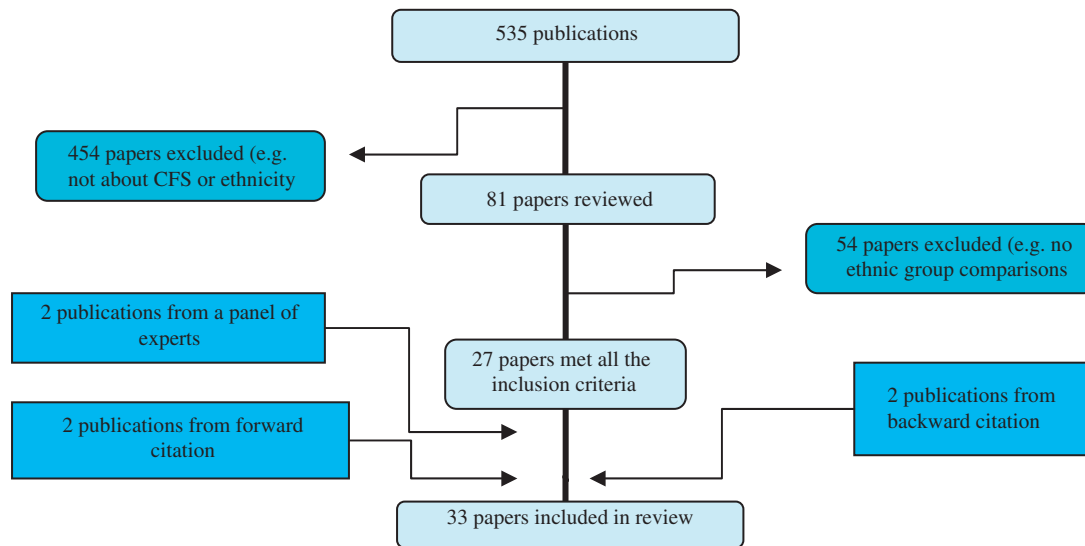 535 publications
454 papers excluded (e.g.
not about CFS or ethnicity
81 papers reviewed
54 papers excluded (e.g. no
ethnic group comparisons
2 publications from a panel of
experts
27 papers met all the
inclusion criteria
2 publications from forward
citation
2 publications from
backward citation
33 papers included in review